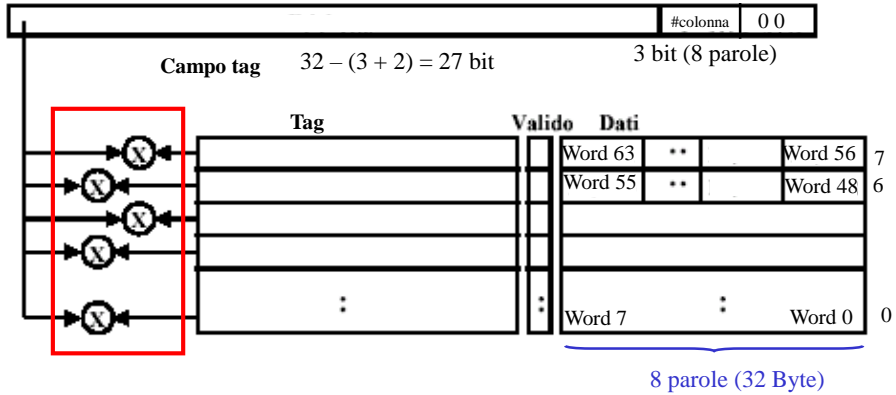 #colonna 0 0
Campo tag 32 – (3 + 2) = 27 bit 3 bit (8 parole)
Tag Valido Dati
X Word 63 •• Word 56 7
X Word 55 •• Word 48 6
X
X
: : :
X Word 7 Word 0 0
8 parole (32 Byte)